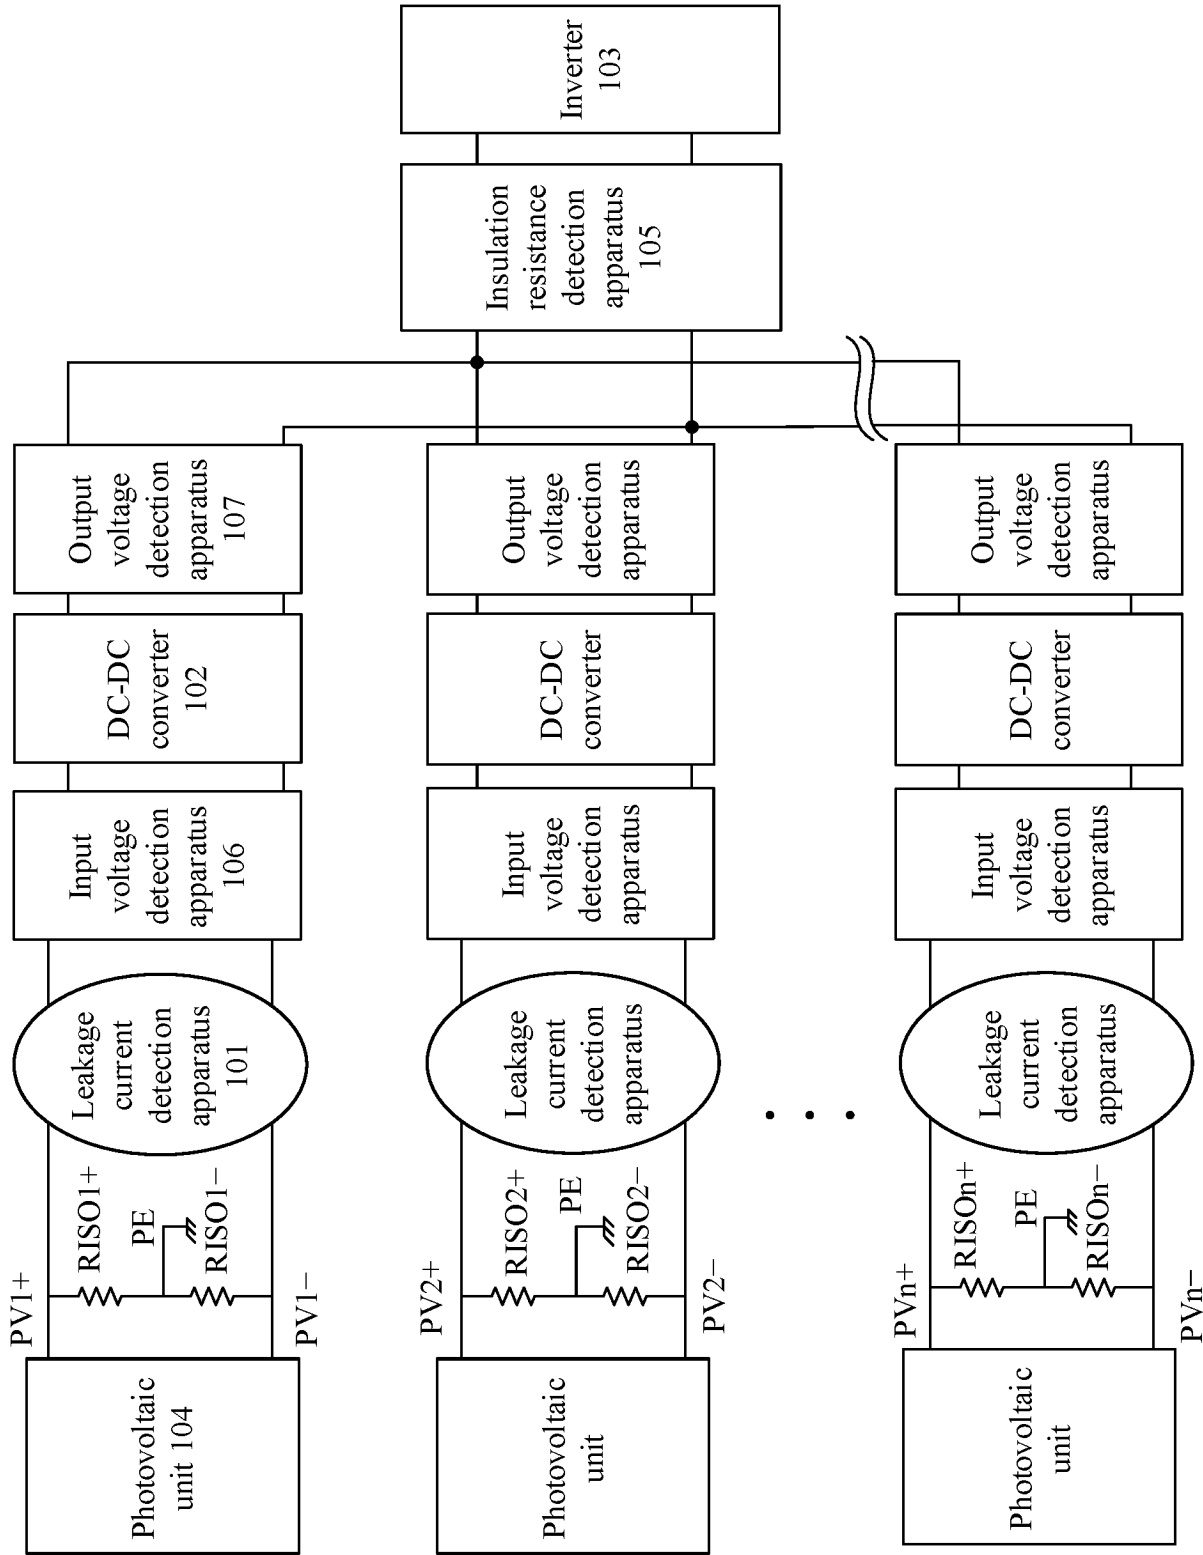 Photovoltaic
unit 104
PV1+
PV1−
RISO1+
PE
RISO1−
Leakage
current
detection
apparatus
101
Input
voltage
detection
apparatus
106
DC-DC
converter
102
Output
voltage
detection
apparatus
107
Photovoltaic
unit
PV2+
PV2−
RISO2+
PE
RISO2−
Leakage
current
detection
apparatus
Input
voltage
detection
apparatus
DC-DC
converter
Output
voltage
detection
apparatus
Insulation
resistance
detection
apparatus
105
Inverter
103
. . .
Photovoltaic
unit
PVn+
PVn−
RISOn+
PE
RISOn−
Leakage
current
detection
apparatus
Input
voltage
detection
apparatus
DC-DC
converter
Output
voltage
detection
apparatus